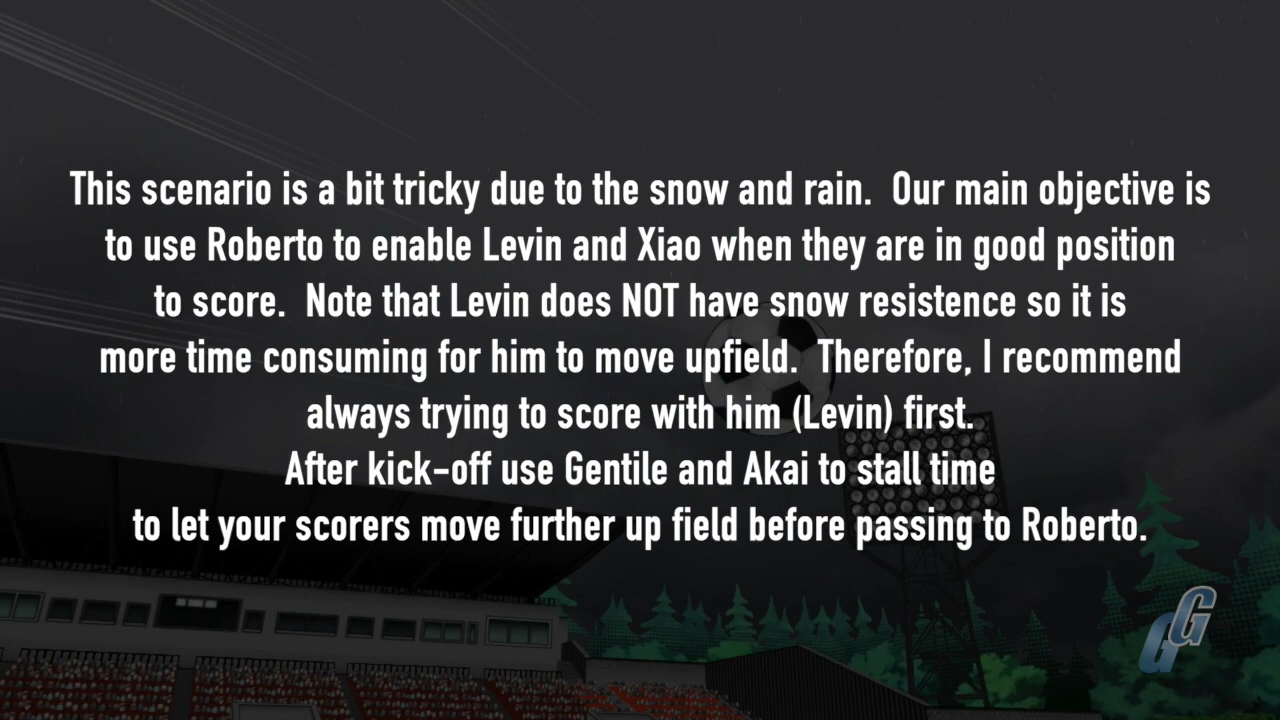 This scenario is a bit tricky due to the snow and rain.  Our main objective is
to use Roberto to enable Levin and Xiao when they are in good position
to score.  Note that Levin does NOT have snow resistence so it is
more time consuming for him to move upfield.  Therefore, I recommend
always trying to score with him (Levin) first.
After kick-off use Gentile and Akai to stall time
to let your scorers move further up field before passing to Roberto.
GG